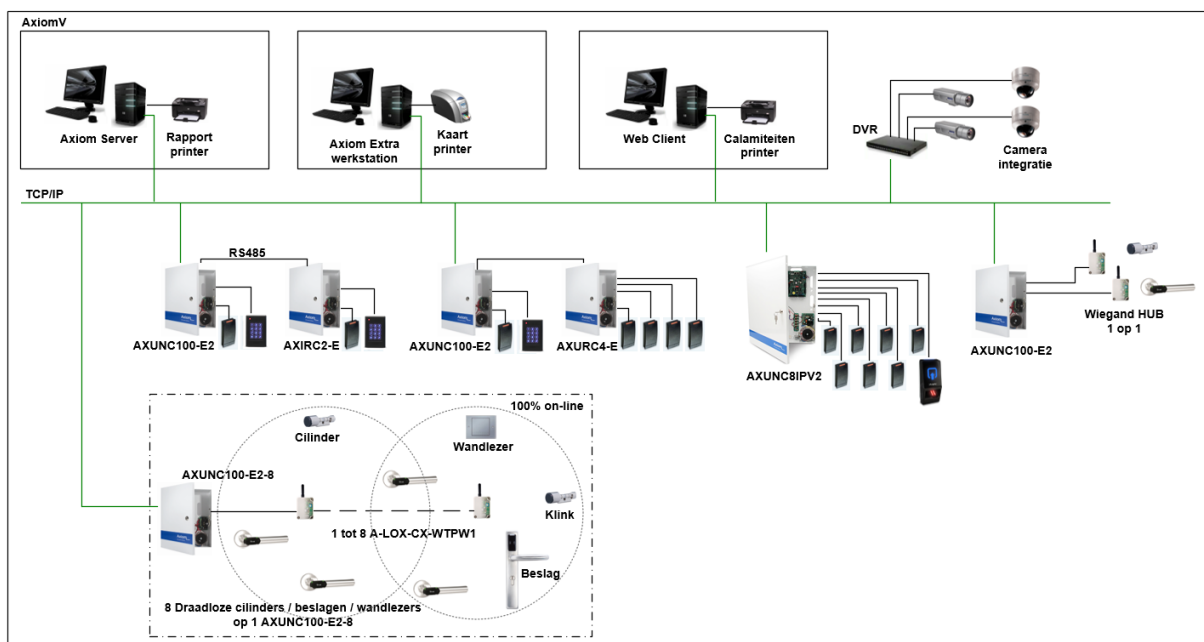 AxiomV
Axiom Server
Rapport
printer
Axiom Extra
werkstation
Kaart
printer
Web Client
Calamiteiten
printer
DVR
Camera
integratie
TCP/IP
RS485
AXUNC100-E2
AXIRC2-E
AXUNC100-E2
AXURC4-E
AXUNC8IPV2
AXUNC100-E2
Wiegand HUB
1 op 1
100% on-line
Cilinder
Wandlezer
AXUNC100-E2-8
Klink
1 tot 8 A-LOX-CX-WTPW1
Beslag
8 Draadloze cilinders / beslagen / wandlezers
op 1 AXUNC100-E2-8